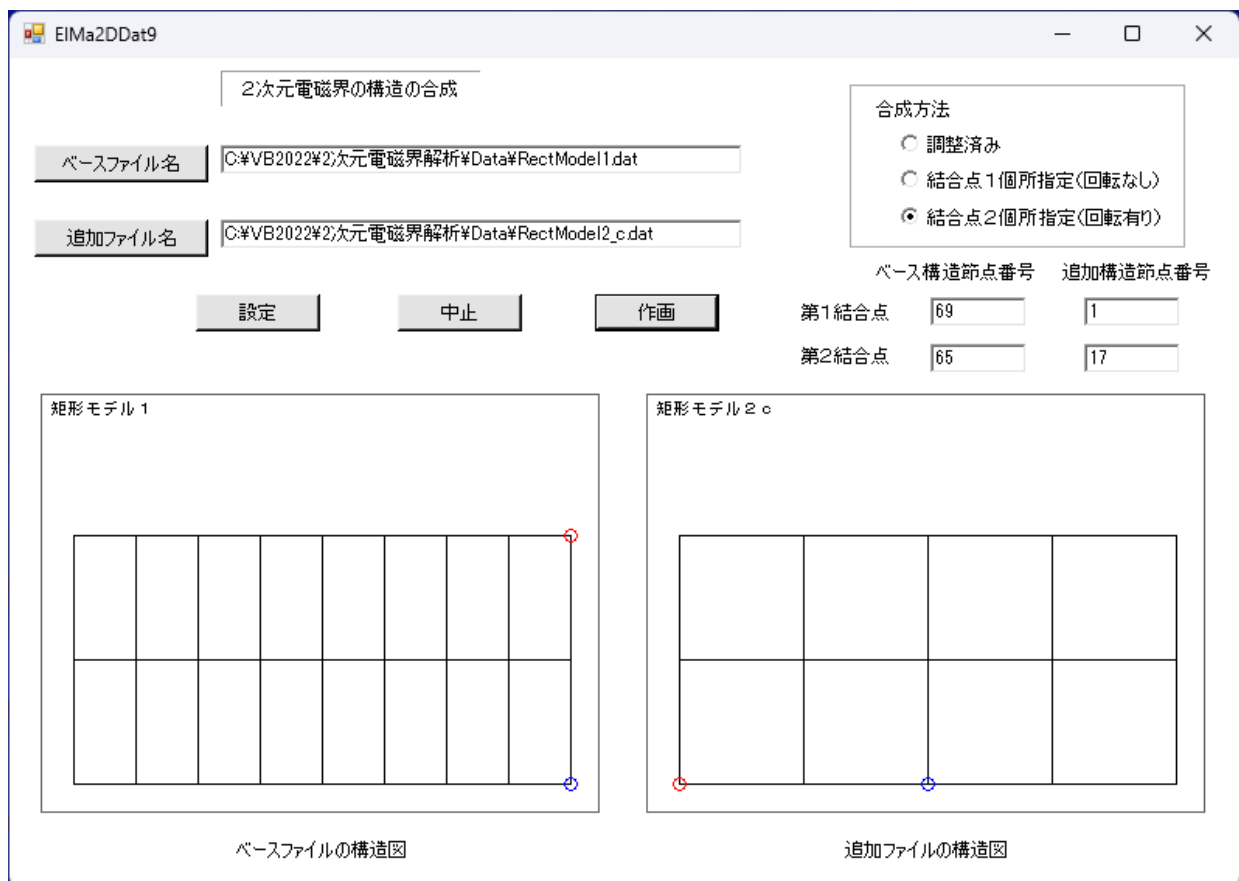 ElMa2DDat9
２次元電磁界の構造の合成
合成方法
調整済み
ベースファイル名 C:¥VB2022¥2次元電磁界解析¥Data¥RectModel1.dat
結合点１個所指定(回転なし)
結合点２個所指定(回転有り)
追加ファイル名 C:¥VB2022¥2次元電磁界解析¥Data¥RectModel2_c.dat
ベース構造節点番号 追加構造節点番号
設定 中止 作画
第１結合点 69 1
第２結合点 65 17
矩形モデル１
矩形モデル２ｃ
ベースファイルの構造図
追加ファイルの構造図